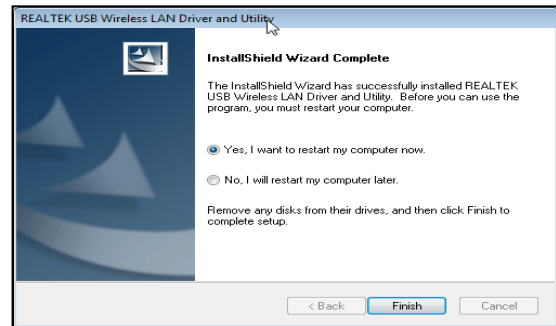 REALTEK USB Wireless LAN Driver and Utility
InstallShield Wizard Complete
The InstallShield Wizard has successfully installed REALTEK
USB Wireless LAN Driver and Utility. Before you can use the
program, you must restart your computer.
Yes, I want to restart my computer now.
No, I will restart my computer later.
Remove any disks from their drives, and then click Finish to
complete setup.
< Back Finish Cancel